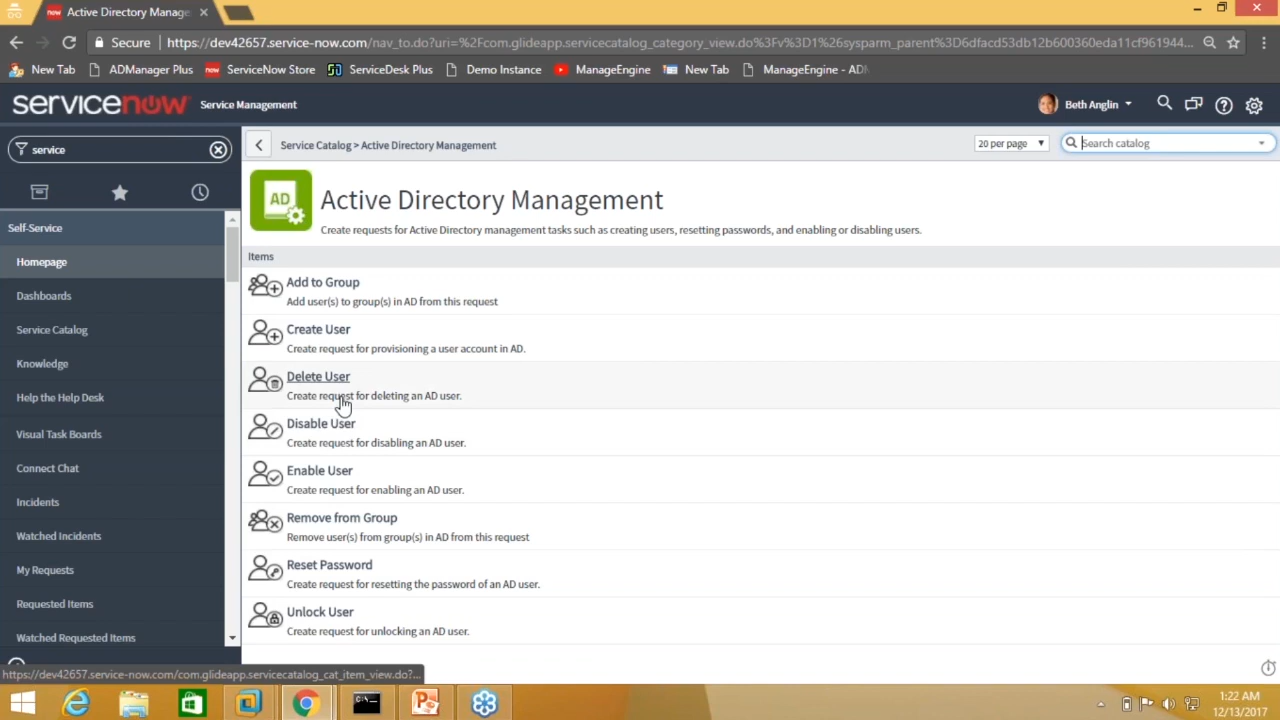 Active Directory Manage
Secure
https://dev42657.service-now.com/nav_to.do?uri=%2Fcom.glideapp.servicecatalog_category_view.do%3Fv%3D1%26sysparm_parent%3D6dfacd53db12b600360eda11cf961944...
New Tab
ADManager Plus
ServiceNow Store
ServiceDesk Plus
Demo Instance
ManageEngine
New Tab
ManageEngine - ADM
servicenow Service Management
Beth Anglin
service
Service Catalog > Active Directory Management
20 per page
Search catalog
Self-Service
Homepage
Dashboards
Service Catalog
Knowledge
Help the Help Desk
Visual Task Boards
Connect Chat
Incidents
Watched Incidents
My Requests
Requested Items
Watched Requested Items
AD
Active Directory Management
Create requests for Active Directory management tasks such as creating users, resetting passwords, and enabling or disabling users.
Items
Add to Group
Add user(s) to group(s) in AD from this request
Create User
Create request for provisioning a user account in AD.
Delete User
Create request for deleting an AD user.
Disable User
Create request for disabling an AD user.
Enable User
Create request for enabling an AD user.
Remove from Group
Remove user(s) from group(s) in AD from this request
Reset Password
Create request for resetting the password of an AD user.
Unlock User
Create request for unlocking an AD user.
https://dev42657.service-now.com/com.glideapp.servicecatalog_cat_item_view.do?...
1:22 AM
12/13/2017